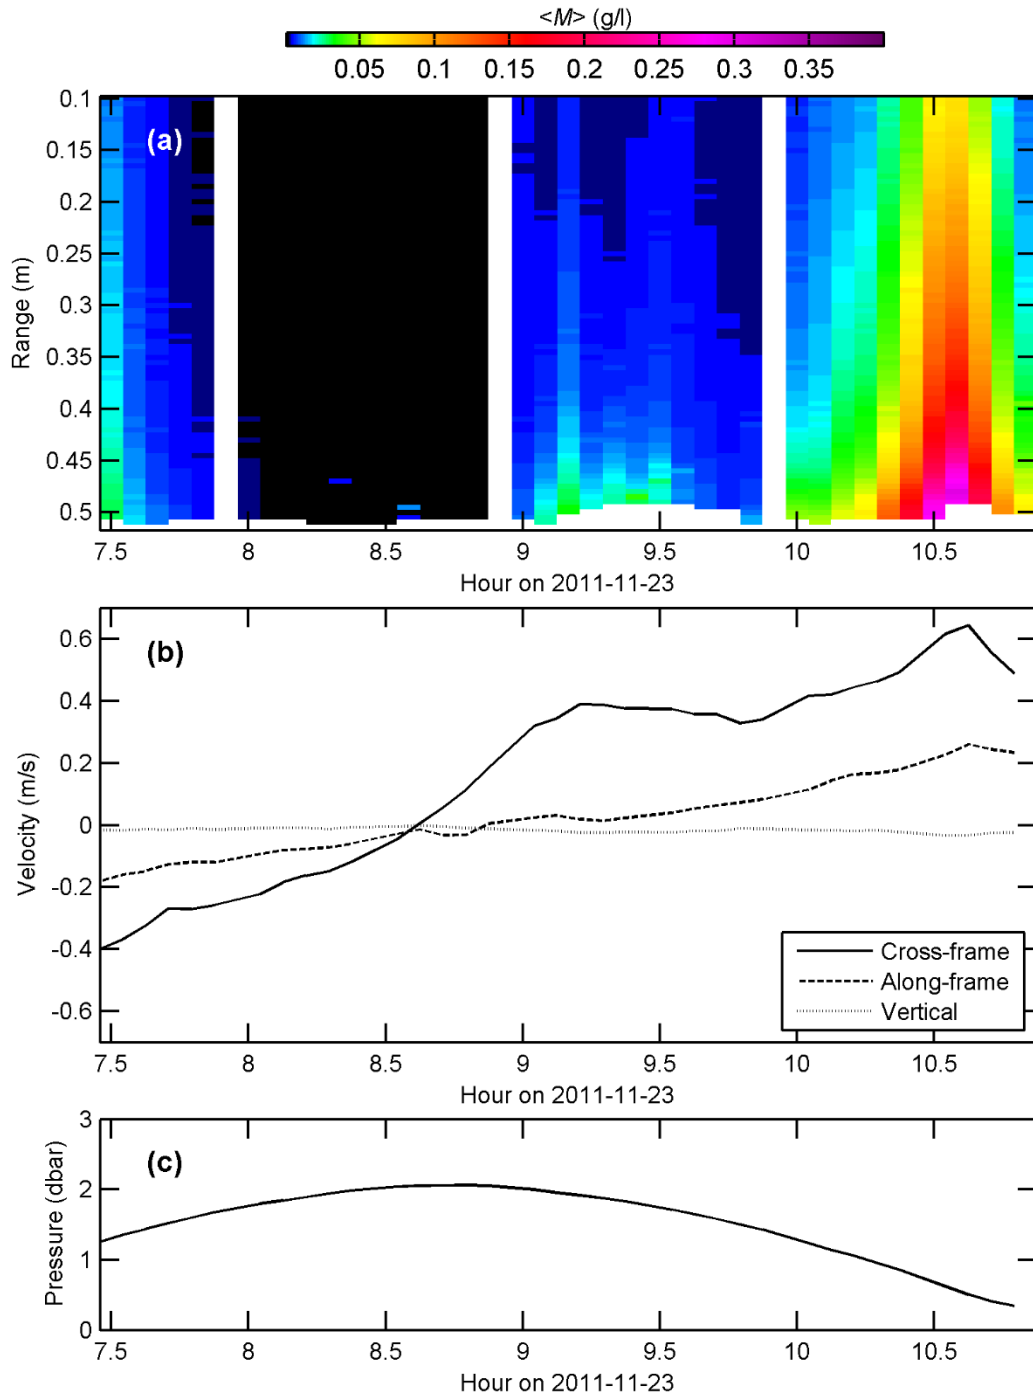 <M> (g/l)
0.05 0.1 0.15 0.2 0.25 0.3 0.35
(a)
Range (m)
0.1
0.15
0.2
0.25
0.3
0.35
0.4
0.45
0.5
7.5 8 8.5 9 9.5 10 10.5
Hour on 2011-11-23
(b)
Velocity (m/s)
0.6
0.4
0.2
0
-0.2
-0.4
-0.6
Cross-frame
Along-frame
Vertical
7.5 8 8.5 9 9.5 10 10.5
Hour on 2011-11-23
(c)
Pressure (dbar)
3
2
1
0
7.5 8 8.5 9 9.5 10 10.5
Hour on 2011-11-23